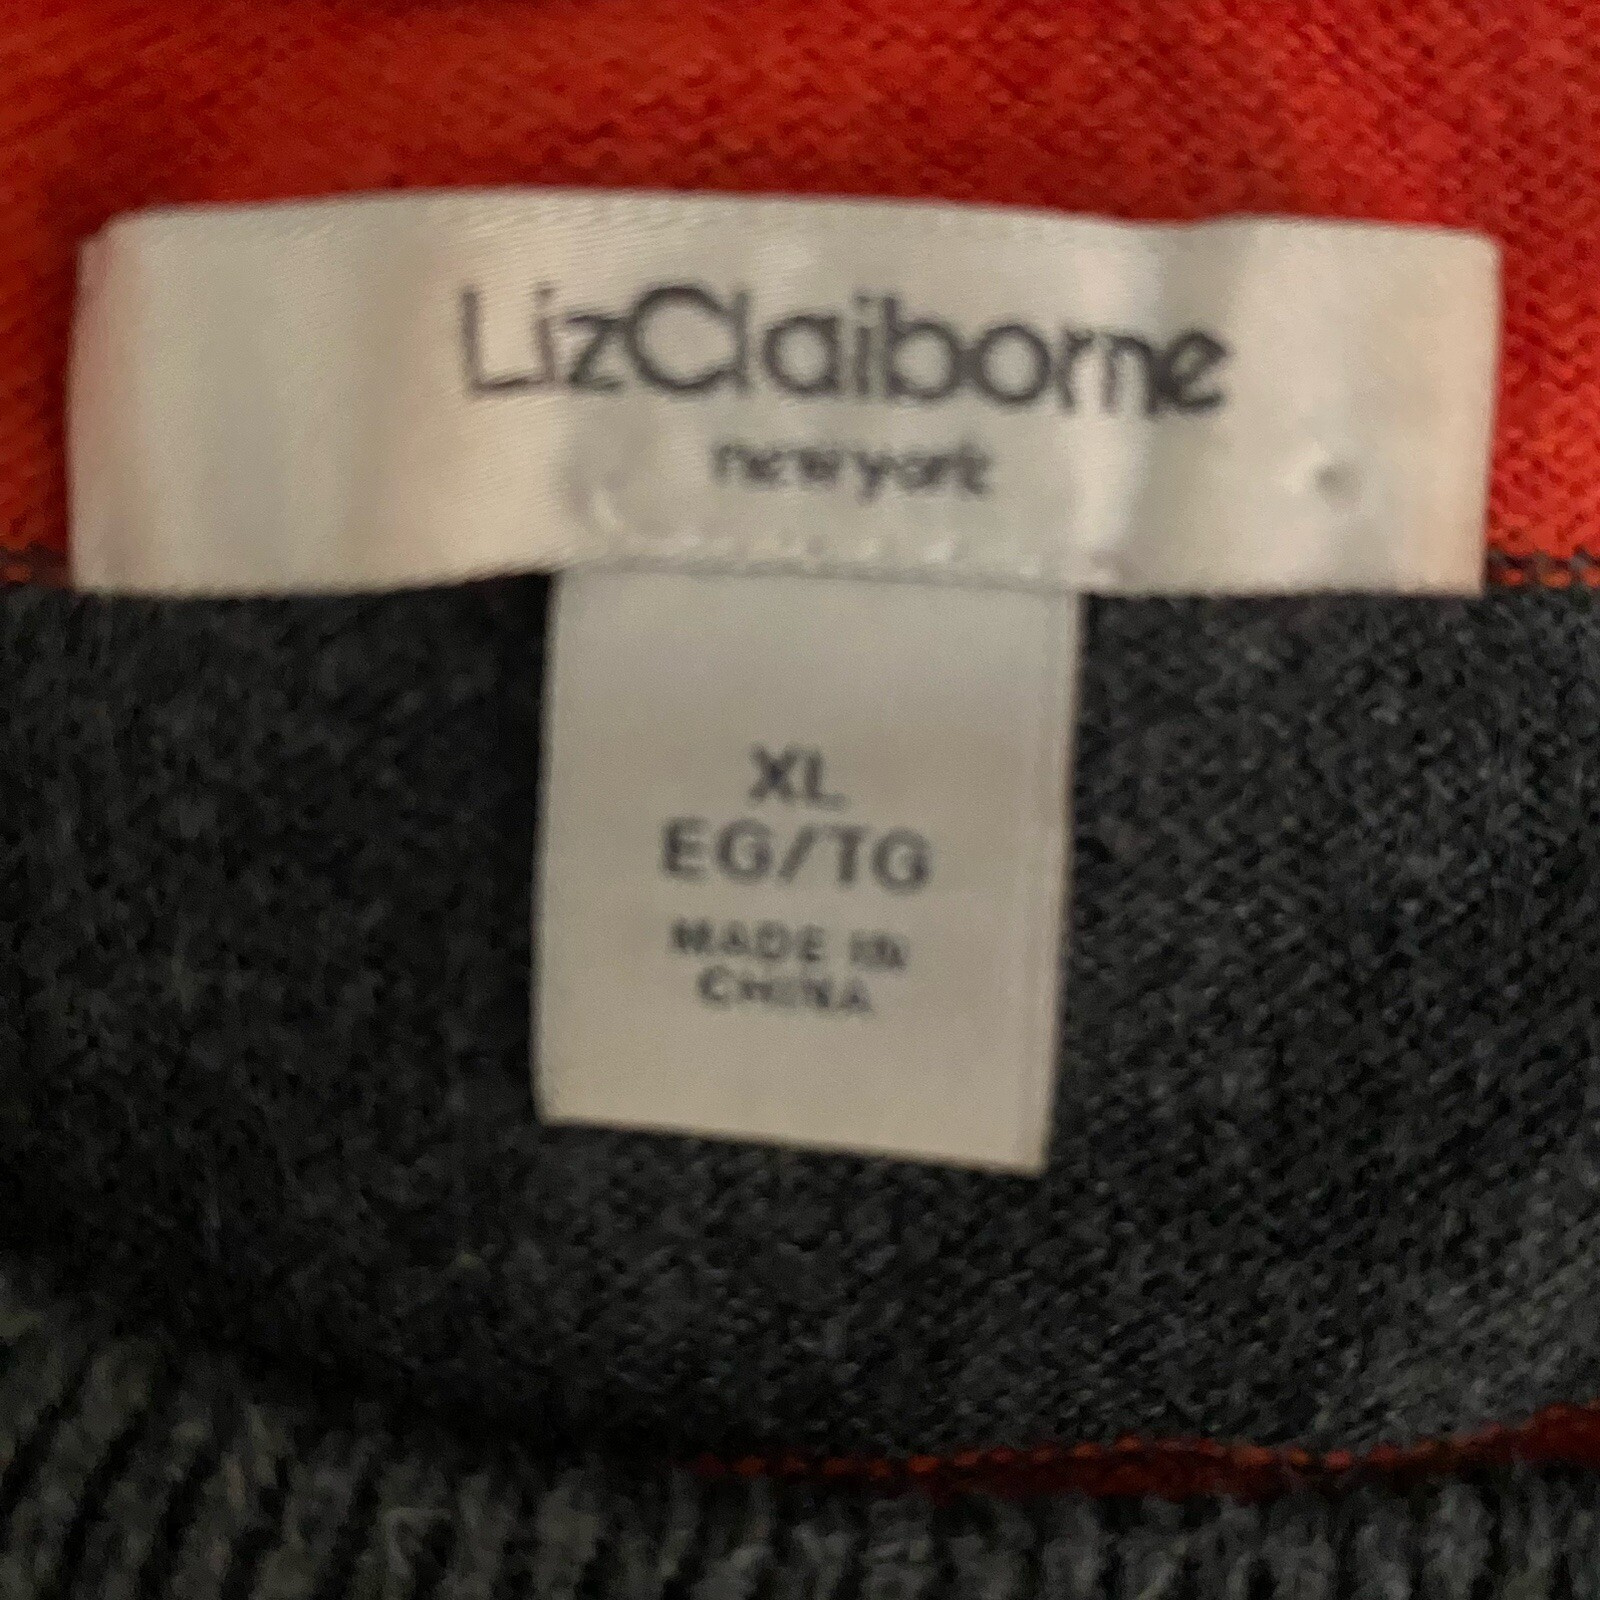 LizClaiborne
newyork
XL
EG/TG
MADE IN
CHINA